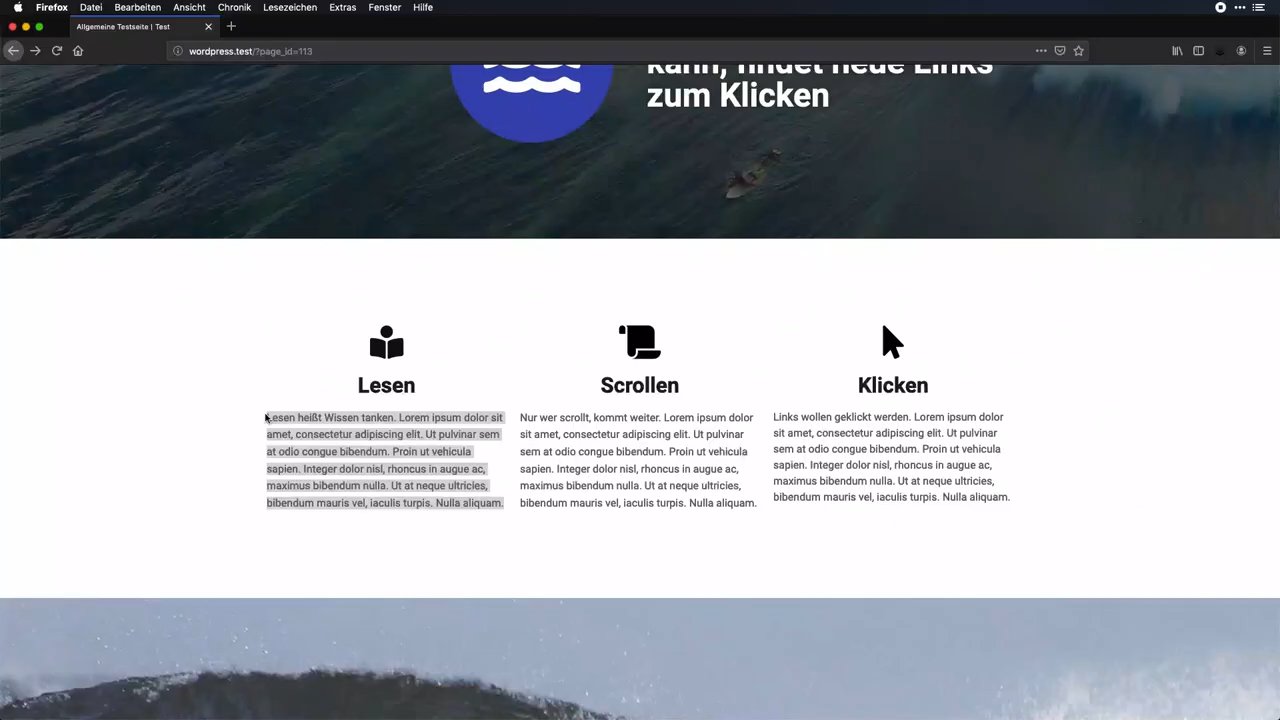 Firefox Datei Bearbeiten Ansicht Chronik Lesezeichen Extras Fenster Hilfe
Allgemeine Testseite | Test
wordpress.test/?page_id=113
kann, findet neue Links
zum Klicken
Lesen
Lesen heißt Wissen tanken. Lorem ipsum dolor sit
amet, consectetur adipiscing elit. Ut pulvinar sem
at odio congue bibendum. Proin ut vehicula
sapien. Integer dolor nisl, rhoncus in augue ac,
maximus bibendum nulla. Ut at neque ultricies,
bibendum mauris vel, iaculis turpis. Nulla aliquam.
Scrollen
Nur wer scrollt, kommt weiter. Lorem ipsum dolor
sit amet, consectetur adipiscing elit. Ut pulvinar
sem at odio congue bibendum. Proin ut vehicula
sapien. Integer dolor nisl, rhoncus in augue ac,
maximus bibendum nulla. Ut at neque ultricies,
bibendum mauris vel, iaculis turpis. Nulla aliquam.
Klicken
Links wollen geklickt werden. Lorem ipsum dolor
sit amet, consectetur adipiscing elit. Ut pulvinar
sem at odio congue bibendum. Proin ut vehicula
sapien. Integer dolor nisl, rhoncus in augue ac,
maximus bibendum nulla. Ut at neque ultricies,
bibendum mauris vel, iaculis turpis. Nulla aliquam.